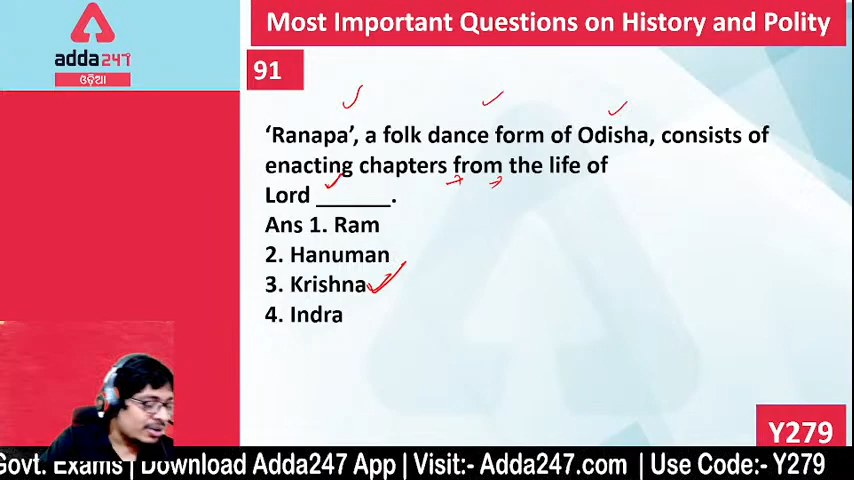 Most Important Questions on History and Polity
adda247
ଓଡ଼ିଆ
91
‘Ranapa’, a folk dance form of Odisha, consists of
enacting chapters from the life of
Lord ______.
Ans 1. Ram
2. Hanuman
3. Krishna
4. Indra
Y279
Govt. Exams | Download Adda247 App | Visit:- Adda247.com | Use Code:- Y279